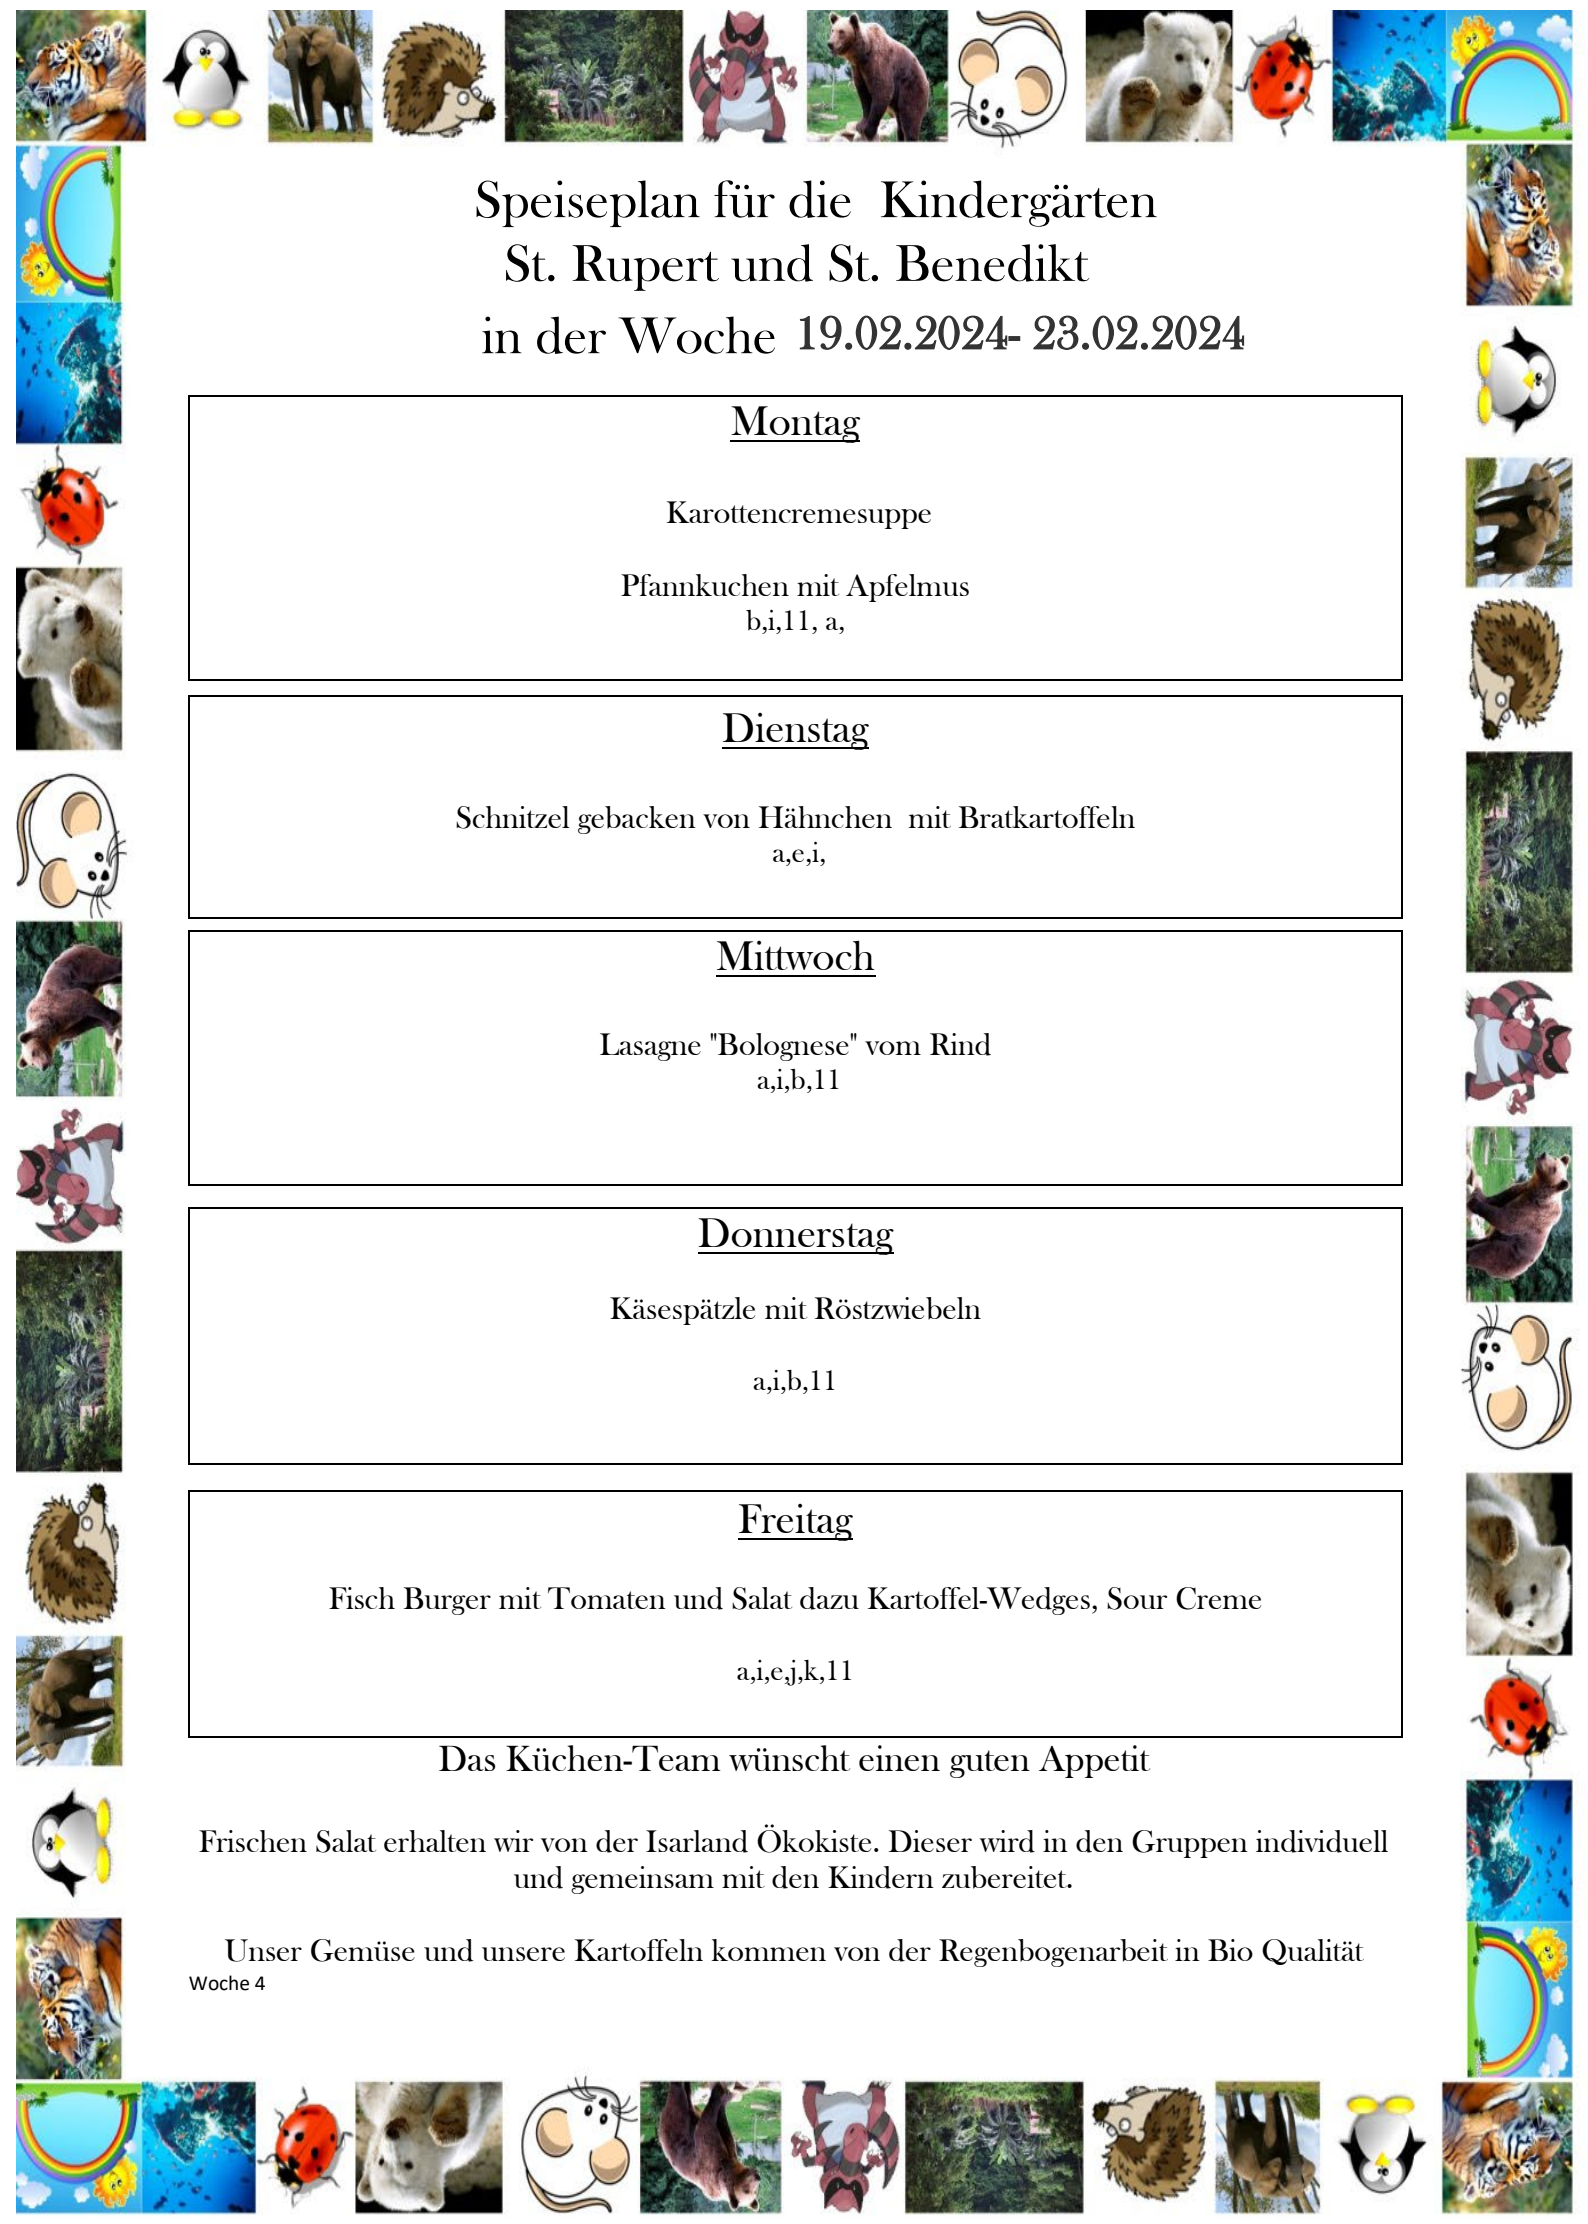 Speiseplan für die Kindergärten
St. Rupert und St. Benedikt
in der Woche 19.02.2024- 23.02.2024
Montag
Karottencremesuppe
Pfannkuchen mit Apfelmus
b,i,11, a,
Dienstag
Schnitzel gebacken von Hähnchen mit Bratkartoffeln
a,e,i,
Mittwoch
Lasagne "Bolognese" vom Rind
a,i,b,11
Donnerstag
Käsespätzle mit Röstzwiebeln
a,i,b,11
Freitag
Fisch Burger mit Tomaten und Salat dazu Kartoffel-Wedges, Sour Creme
a,i,e,j,k,11
Das Küchen-Team wünscht einen guten Appetit
Frischen Salat erhalten wir von der Isarland Ökokiste. Dieser wird in den Gruppen individuell
und gemeinsam mit den Kindern zubereitet.
Unser Gemüse und unsere Kartoffeln kommen von der Regenbogenarbeit in Bio Qualität
Woche 4